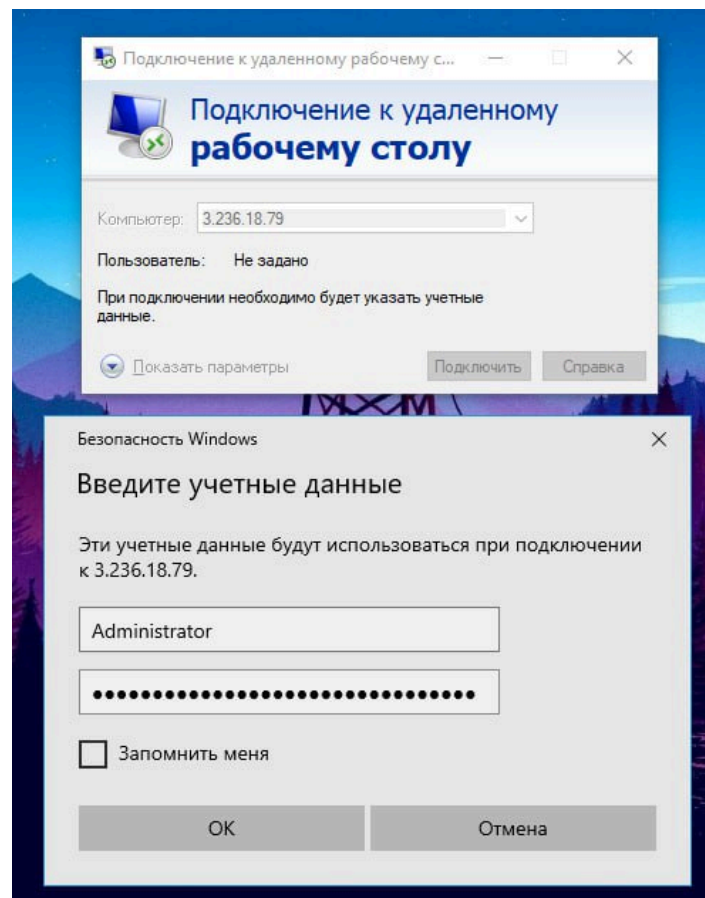 Подключение к удаленному рабочему с...
Подключение к удаленному
рабочему столу
Компьютер: 3.236.18.79
Пользователь: Не задано
При подключении необходимо будет указать учетные
данные.
Показать параметры Подключить Справка
Безопасность Windows
Введите учетные данные
Эти учетные данные будут использоваться при подключении
к 3.236.18.79.
Administrator
Запомнить меня
ОК Отмена